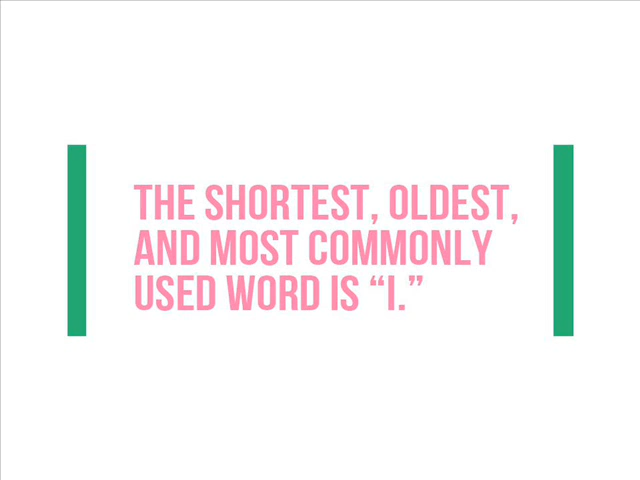 THE SHORTEST, OLDEST,
AND MOST COMMONLY
USED WORD IS “I.”